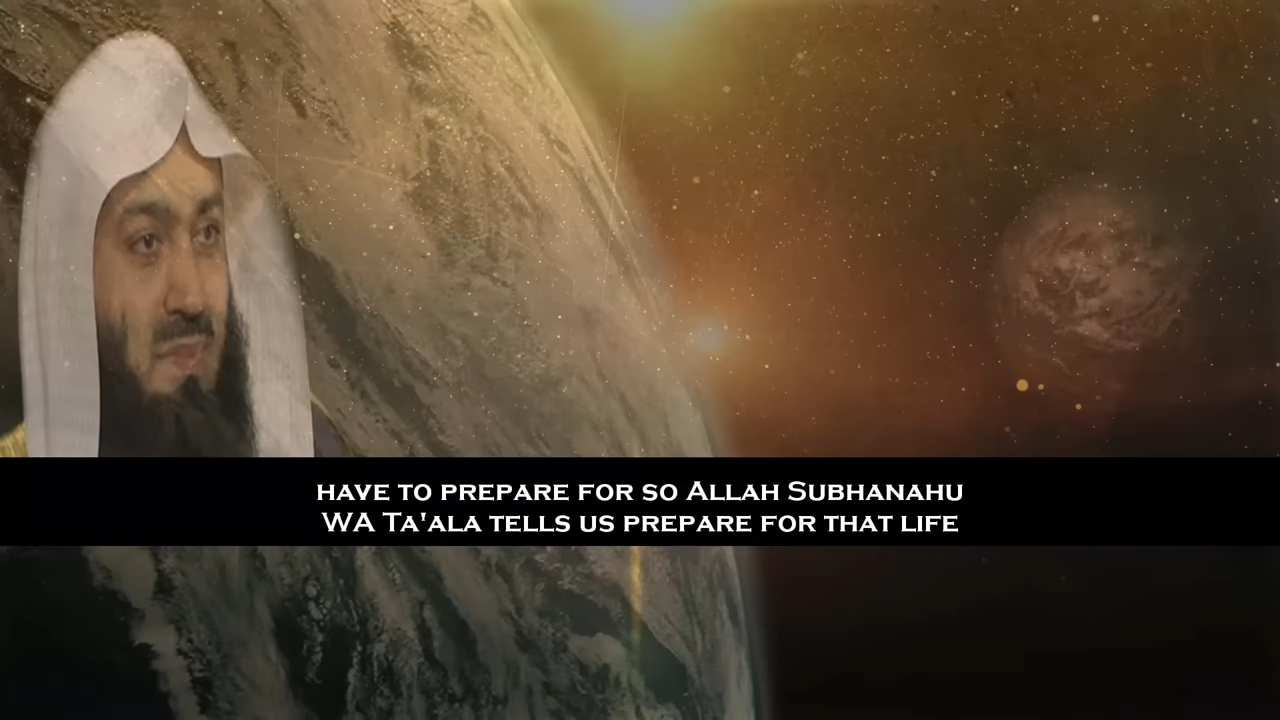 HAVE TO PREPARE FOR SO ALLAH SUBHANAHU
WA TA'ALA TELLS US PREPARE FOR THAT LIFE